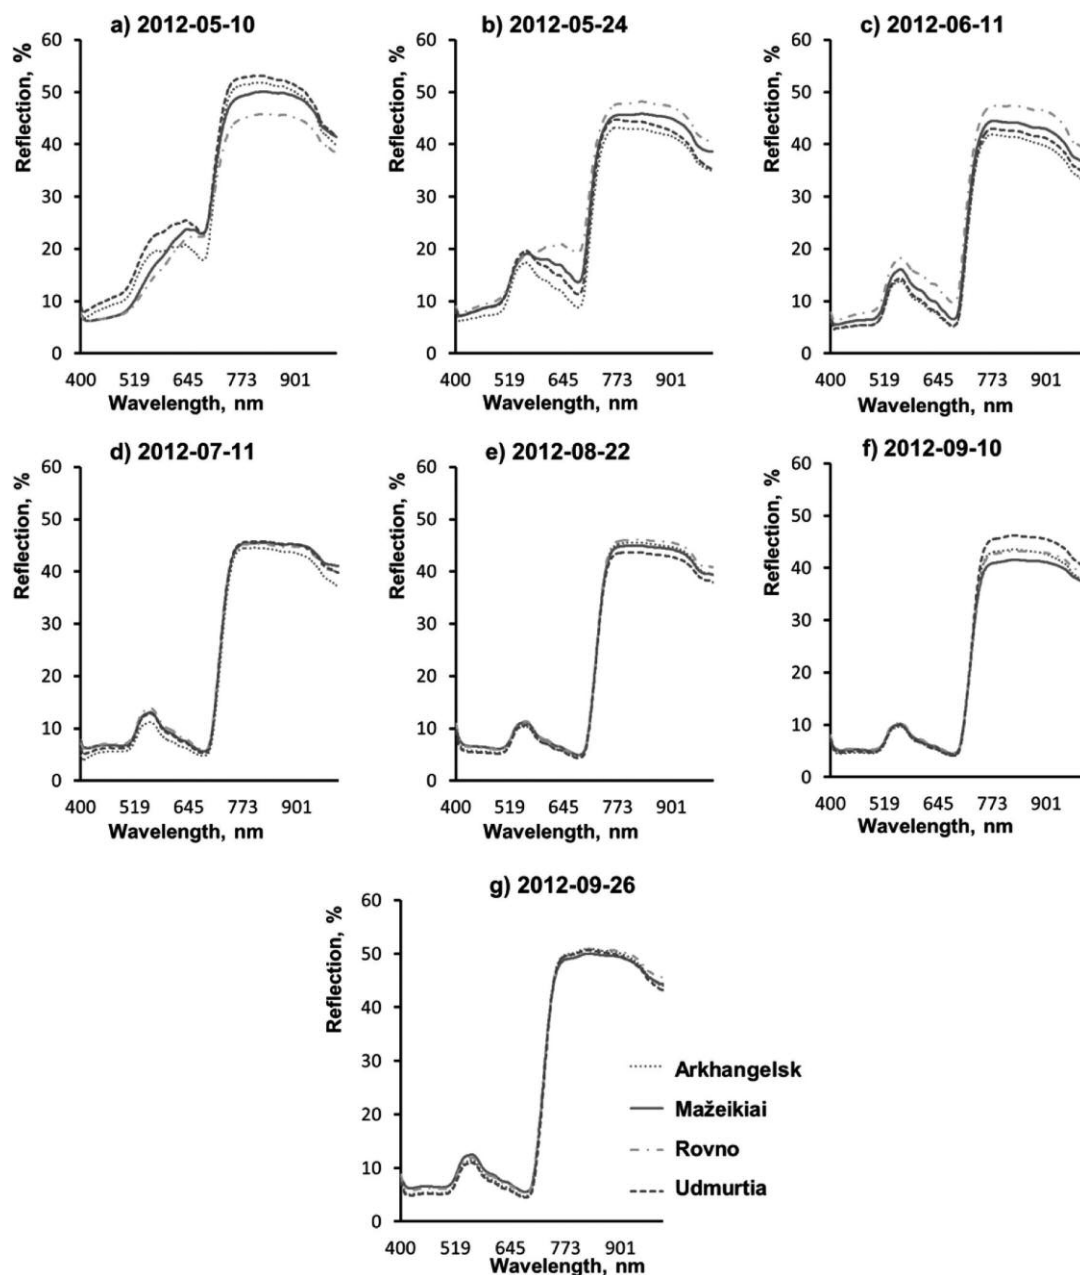 a) 2012-05-10
Reflection, %
60
50
40
30
20
10
0
400 519 645 773 901
Wavelength, nm
b) 2012-05-24
Reflection, %
60
50
40
30
20
10
0
400 519 645 773 901
Wavelength, nm
c) 2012-06-11
Reflection, %
60
50
40
30
20
10
0
400 519 645 773 901
Wavelength, nm
d) 2012-07-11
Reflection, %
60
50
40
30
20
10
0
400 519 645 773 901
Wavelength, nm
e) 2012-08-22
Reflection, %
60
50
40
30
20
10
0
400 519 645 773 901
Wavelength, nm
f) 2012-09-10
Reflection, %
60
50
40
30
20
10
0
400 519 645 773 901
Wavelength, nm
g) 2012-09-26
Reflection, %
60
50
40
30
20
10
0
400 519 645 773 901
Wavelength, nm
Arkhangelsk
Mažeikiai
Rovno
Udmurtia